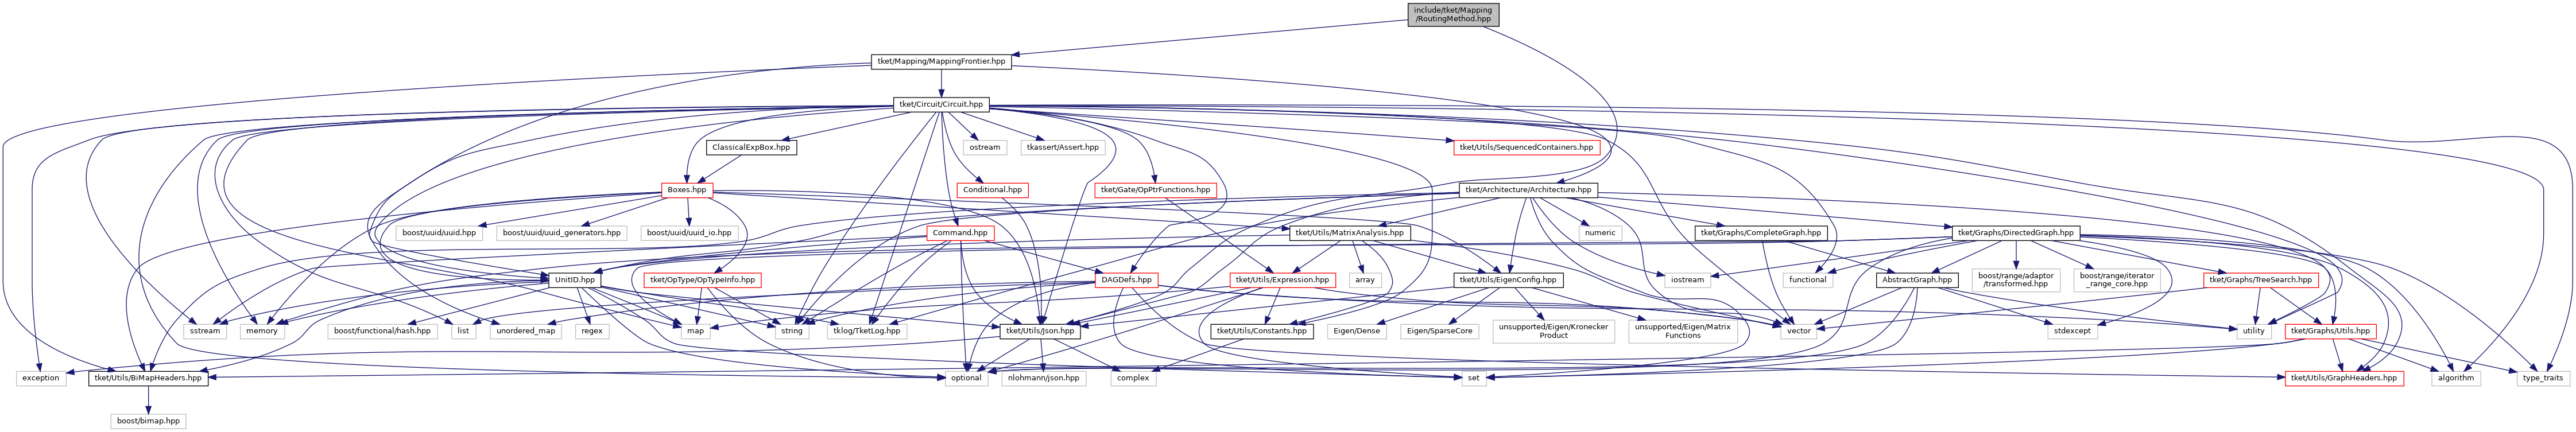 include/tket/Mapping
/RoutingMethod.hpp
tket/Mapping/MappingFrontier.hpp
tket/Circuit/Circuit.hpp
ClassicalExpBox.hpp
ostream
tkassert/Assert.hpp
tket/Utils/SequencedContainers.hpp
Boxes.hpp
Conditional.hpp
tket/Gate/OpPtrFunctions.hpp
tket/Architecture/Architecture.hpp
boost/uuid/uuid.hpp
boost/uuid/uuid_generators.hpp
boost/uuid/uuid_io.hpp
Command.hpp
tket/Utils/MatrixAnalysis.hpp
numeric
tket/Graphs/CompleteGraph.hpp
tket/Graphs/DirectedGraph.hpp
UnitID.hpp
tket/OpType/OpTypeInfo.hpp
DAGDefs.hpp
tket/Utils/Expression.hpp
array
tket/Utils/EigenConfig.hpp
iostream
functional
AbstractGraph.hpp
boost/range/adaptor
/transformed.hpp
boost/range/iterator
_range_core.hpp
tket/Graphs/TreeSearch.hpp
sstream
memory
boost/functional/hash.hpp
list
unordered_map
regex
map
string
tklog/TketLog.hpp
tket/Utils/Json.hpp
tket/Utils/Constants.hpp
Eigen/Dense
Eigen/SparseCore
unsupported/Eigen/Kronecker
Product
unsupported/Eigen/Matrix
Functions
vector
stdexcept
utility
tket/Graphs/Utils.hpp
exception
tket/Utils/BiMapHeaders.hpp
optional
nlohmann/json.hpp
complex
set
tket/Utils/GraphHeaders.hpp
algorithm
type_traits
boost/bimap.hpp